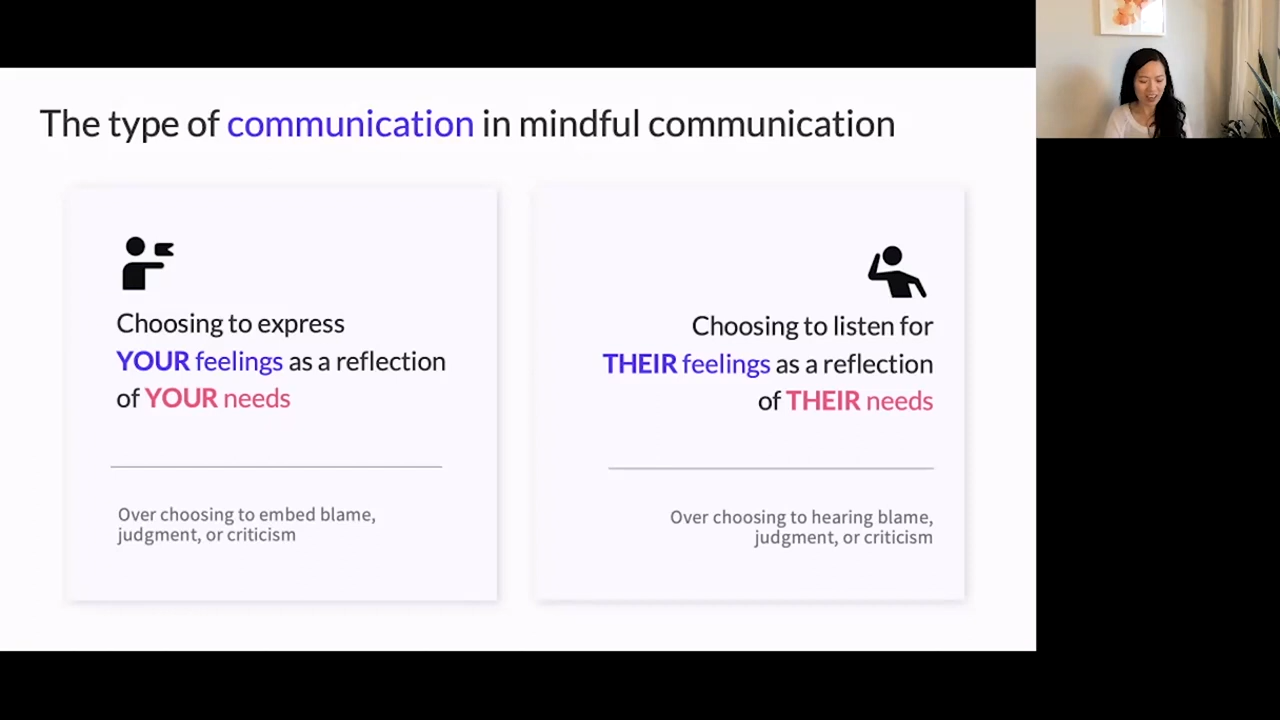 The type of communication in mindful communication
Choosing to express
YOUR feelings as a reflection
of YOUR needs
Over choosing to embed blame,
judgment, or criticism
Choosing to listen for
THEIR feelings as a reflection
of THEIR needs
Over choosing to hearing blame,
judgment, or criticism